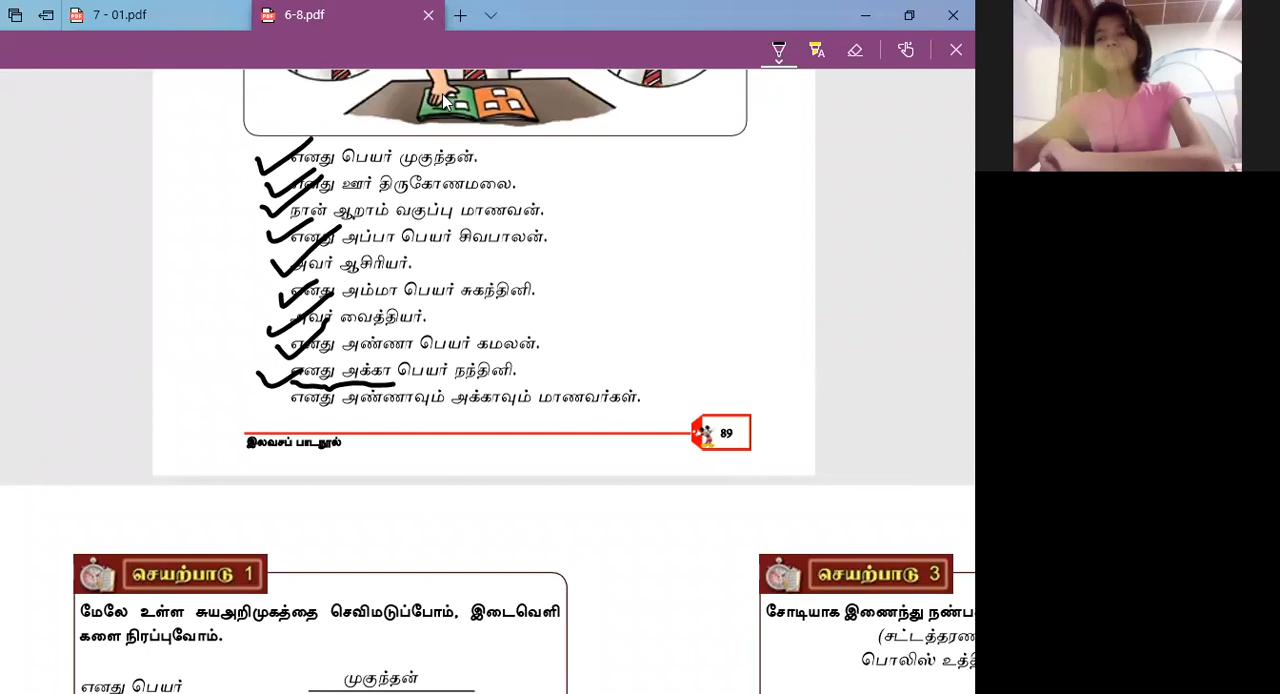 7 - 01.pdf
6-8.pdf
எனது பெயர் முகுந்தன்.
எனது ஊர் திருகோணமலை.
நான் ஆறாம் வகுப்பு மாணவன்.
எனது அப்பா பெயர் சிவபாலன்.
அவர் ஆசிரியர்.
எனது அம்மா பெயர் சுகந்தினி.
அவர் வைத்தியர்.
எனது அண்ணா பெயர் கமலன்.
எனது அக்கா பெயர் நந்தினி.
எனது அண்ணாவும் அக்காவும் மாணவர்கள்.
இலவசப் பாடநூல்
89
செயற்பாடு 1
மேலே உள்ள சுயஅறிமுகத்தை செவிமடுப்போம், இடைவெளி
களை நிரப்புவோம்.
எனது பெயர் முகுந்தன்
செயற்பாடு 3
சோடியாக இணைந்து
(சட்டத்தரண
பொலிஸ்